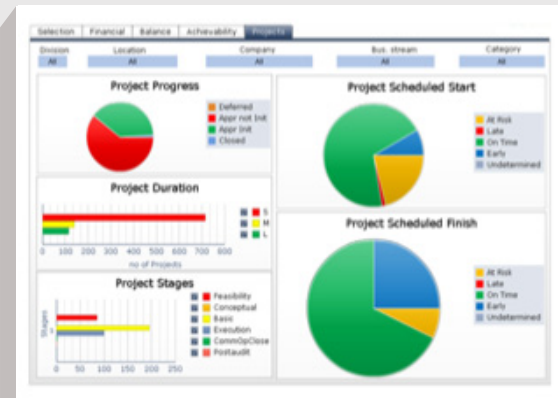 Selection Financial Balance Achievability Projects
Division Location Company Bus. stream Category
All All All All All
Project Progress
Deferred
Appr not Init
Appr Init
Closed
Project Scheduled Start
At Risk
Late
On Time
Early
Undetermined
Project Duration
S
M
L
0 100 200 300 400 500 600 700 800
no of Projects
Project Scheduled Finish
At Risk
Late
On Time
Early
Undetermined
Project Stages
Feasibility
Conceptual
Basic
Execution
CommOpClose
Postaudit
Stages
0 50 100 150 200 250